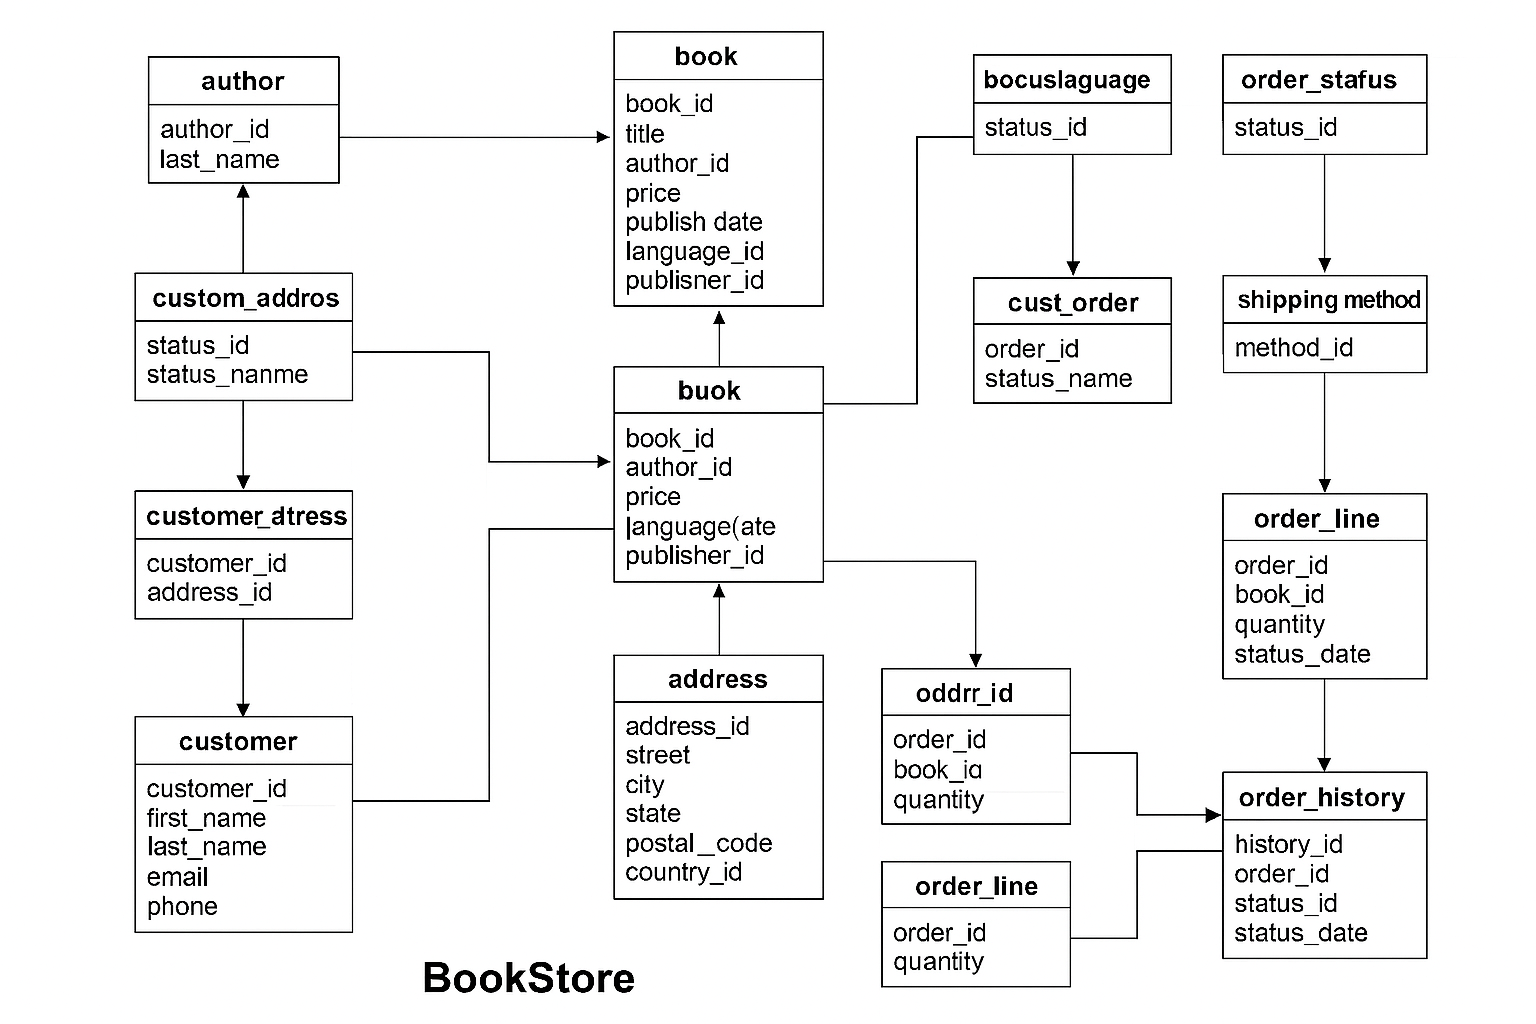 author
author_id
last_name
book
book_id
title
author_id
price
publish date
language_id
publisner_id
bocuslaguage
status_id
order_stafus
status_id
custom_addros
status_id
status_nanme
cust_order
order_id
status_name
shipping method
method_id
buok
book_id
author_id
price
language(ate
publisher_id
customer_dtress
customer_id
address_id
order_line
order_id
book_id
quantity
status_date
address
address_id
street
city
state
postal_code
country_id
oddrr_id
order_id
book_id
quantity
customer
customer_id
first_name
last_name
email
phone
order_history
history_id
order_id
status_id
status_date
order_line
order_id
quantity
BookStore